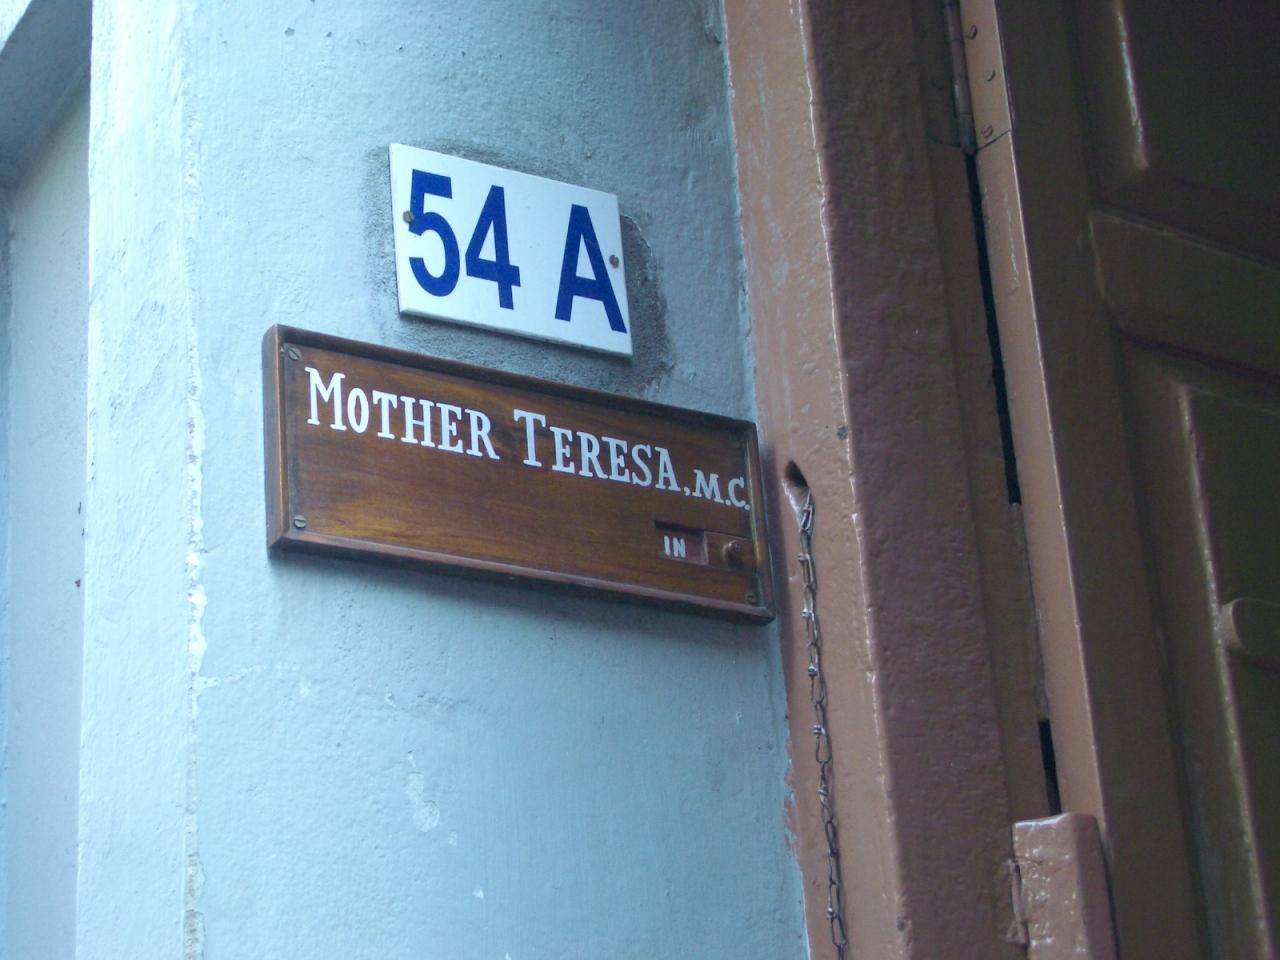 54 A
MOTHER TERESA, M.C.
IN